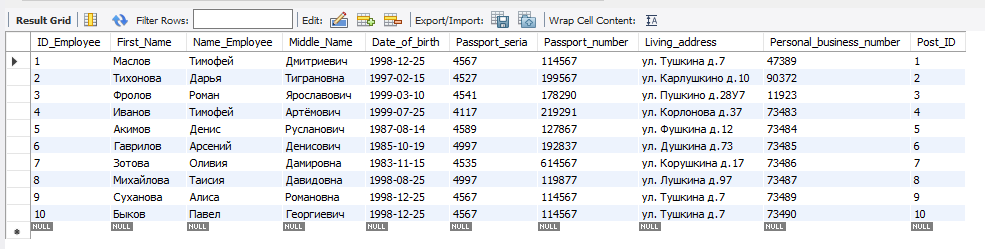 Result Grid Filter Rows: Edit: Export/Import: Wrap Cell Content:
ID_Employee First_Name Name_Employee Middle_Name Date_of_birth Passport_seria Passport_number Living_address Personal_business_number Post_ID
1 Маслов Тимофей Дмитриевич 1998-12-25 4567 114567 ул. Тушкина д.7 47389 1
2 Тихонова Дарья Тиграновна 1997-02-15 4527 199567 ул. Карлушкино д.10 90372 2
3 Фролов Роман Ярославович 1999-03-10 4541 178290 ул. Пушкино д.28У7 11923 3
4 Иванов Тимофей Артёмович 1999-07-25 4117 219291 ул. Корлонова д.37 73483 4
5 Акимов Денис Русланович 1987-08-14 4589 127867 ул. Фушкина д.12 73484 5
6 Гаврилов Арсений Денисович 1985-10-19 4997 192837 ул. Душкина д.73 73485 6
7 Зотова Оливия Дамировна 1983-11-15 4535 614567 ул. Корушкина д.17 73486 7
8 Михайлова Таисия Давидовна 1998-08-25 4997 119877 ул. Лушкина д.97 73487 8
9 Суханова Алиса Романовна 1998-12-25 4567 114567 ул. Тушкина д.7 73489 9
10 Быков Павел Георгиевич 1998-12-25 4567 114567 ул. Тушкина д.7 73490 10
NULL NULL NULL NULL NULL NULL NULL NULL NULL NULL